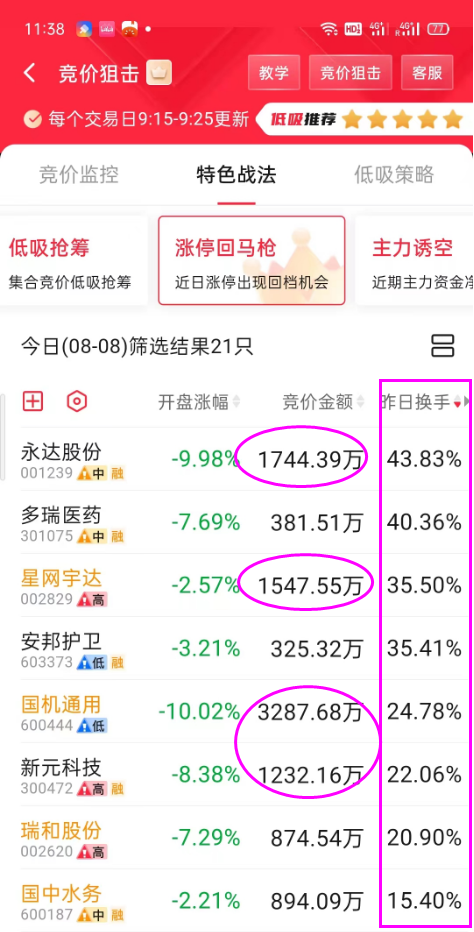 11:38 HD 4G 4G R 77
竞价狙击 教学 竞价狙击 客服
每个交易日9:15-9:25更新 低吸推荐
竞价监控 特色战法 低吸策略
低吸抢筹 涨停回马枪 主力诱空
集合竞价低吸抢筹 近日涨停出现回档机会 近期主力资金净
今日(08-08)筛选结果21只
开盘涨幅 竞价金额 昨日换手
永达股份 -9.98% 1744.39万 43.83%
001239 中 融
多瑞医药 -7.69% 381.51万 40.36%
301075 中 融
星网宇达 -2.57% 1547.55万 35.50%
002829 高
安邦护卫 -3.21% 325.32万 35.41%
603373 低 融
国机通用 -10.02% 3287.68万 24.78%
600444 低
新元科技 -8.38% 1232.16万 22.06%
300472 高 融
瑞和股份 -7.29% 874.54万 20.90%
002620 高
国中水务 -2.21% 894.09万 15.40%
600187 中 融